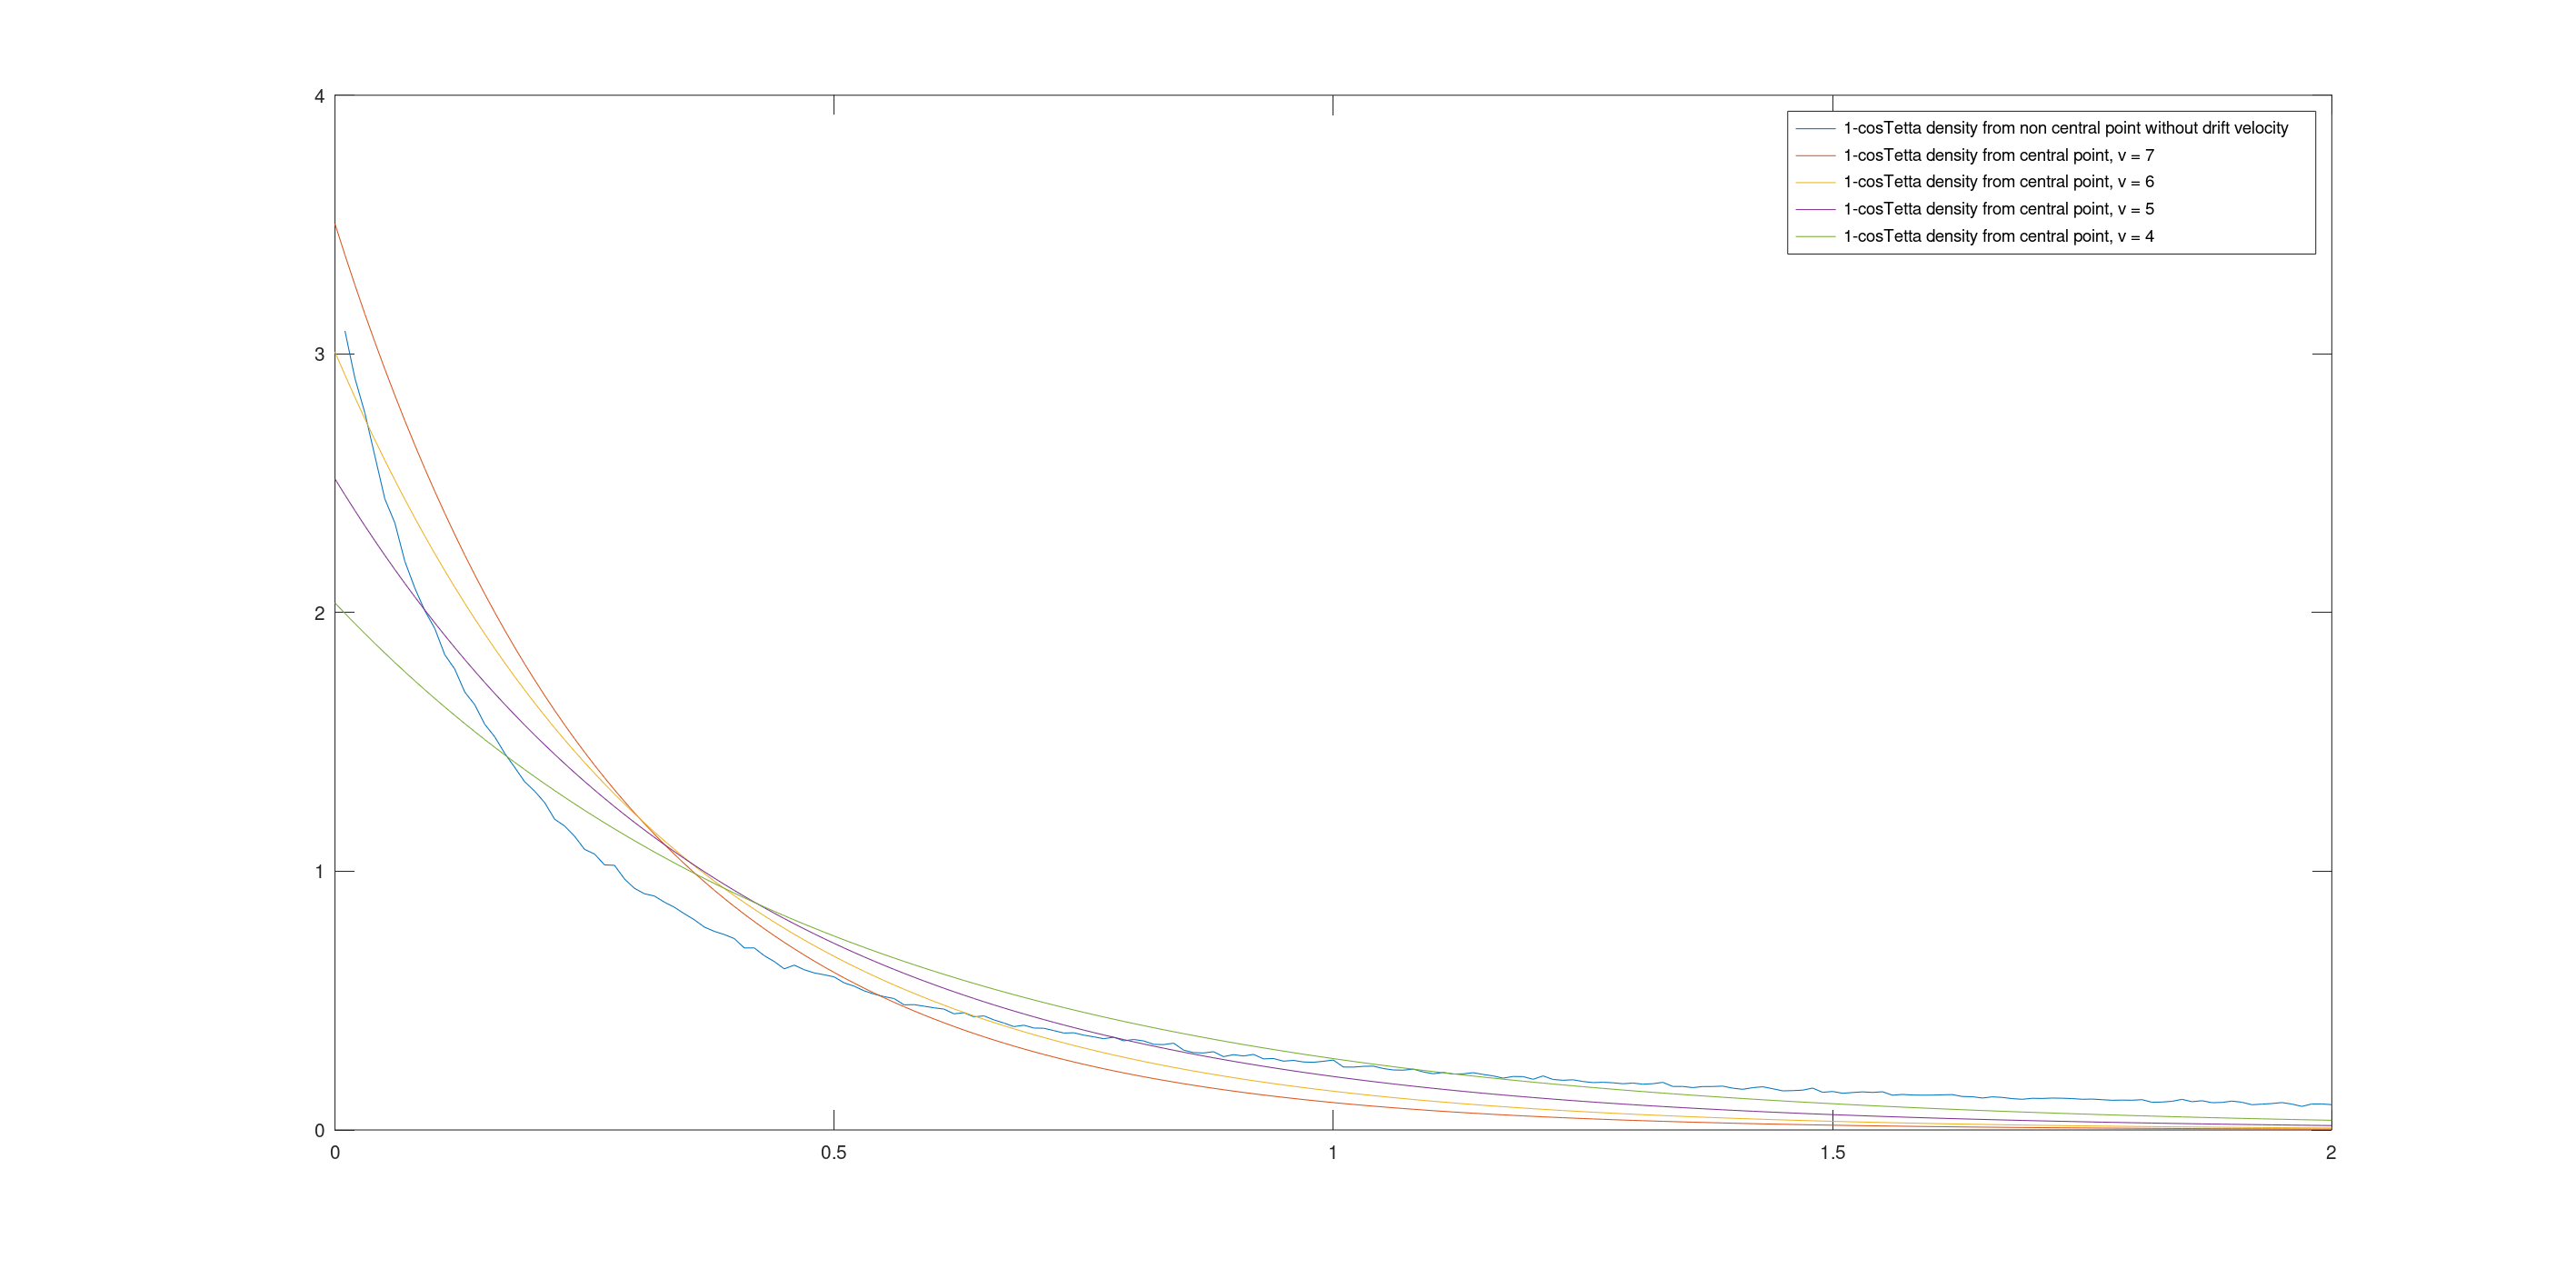 4
3
2
1
0
0 0.5 1 1.5 2
1-cosTetta density from non central point without drift velocity
1-cosTetta density from central point, v = 7
1-cosTetta density from central point, v = 6
1-cosTetta density from central point, v = 5
1-cosTetta density from central point, v = 4